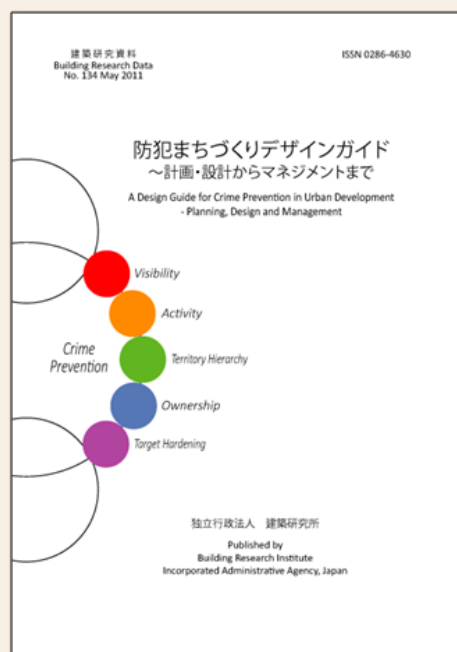 建築研究資料
Building Research Data
No. 134 May 2011
ISSN 0286-4630
防犯まちづくりデザインガイド
～計画・設計からマネジメントまで
A Design Guide for Crime Prevention in Urban Development
- Planning, Design and Management
Visibility
Activity
Crime
Prevention
Territory Hierarchy
Ownership
Target Hardening
独立行政法人 建築研究所
Published by
Building Research Institute
Incorporated Administrative Agency, Japan